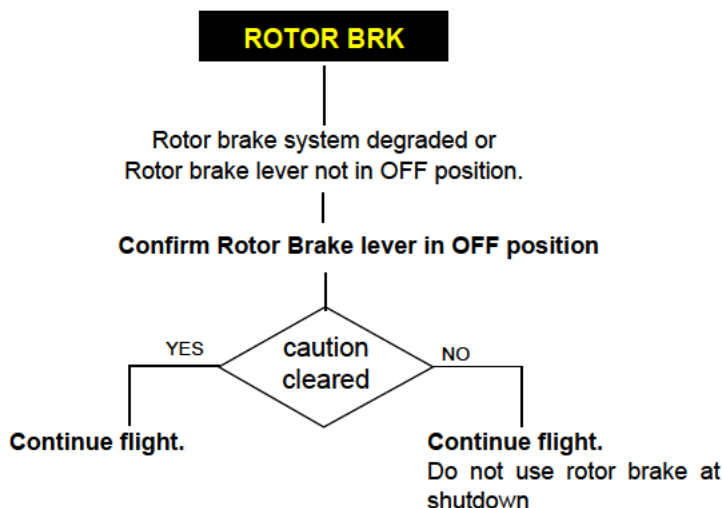 ROTOR BRK
Rotor brake system degraded or
Rotor brake lever not in OFF position.
Confirm Rotor Brake lever in OFF position
caution
cleared
YES
NO
Continue flight.
Continue flight.
Do not use rotor brake at
shutdown